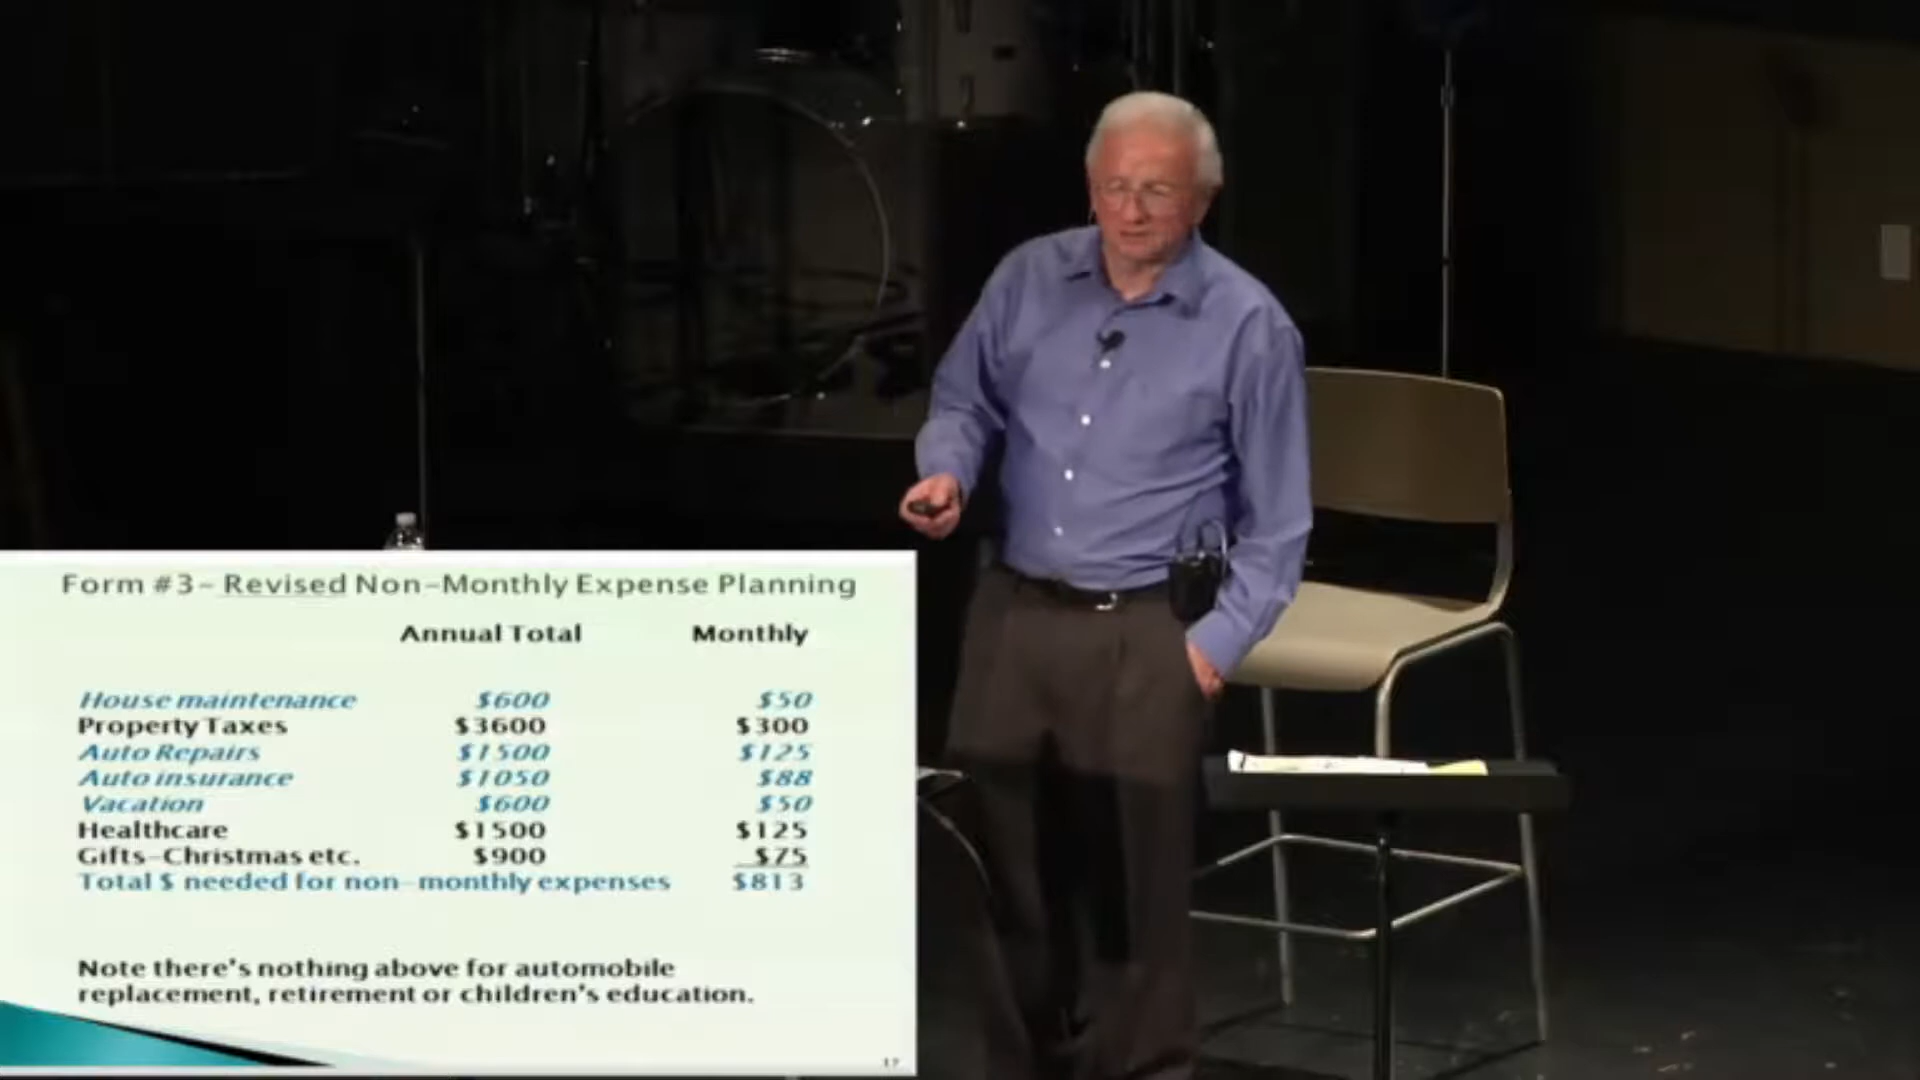 Form #3- Revised Non-Monthly Expense Planning
Annual Total Monthly
House maintenance $600 $50
Property Taxes $3600 $300
Auto Repairs $1500 $125
Auto insurance $1050 $88
Vacation $600 $50
Healthcare $1500 $125
Gifts-Christmas etc. $900 $75
Total $ needed for non-monthly expenses $813
Note there's nothing above for automobile
replacement, retirement or children's education.
17